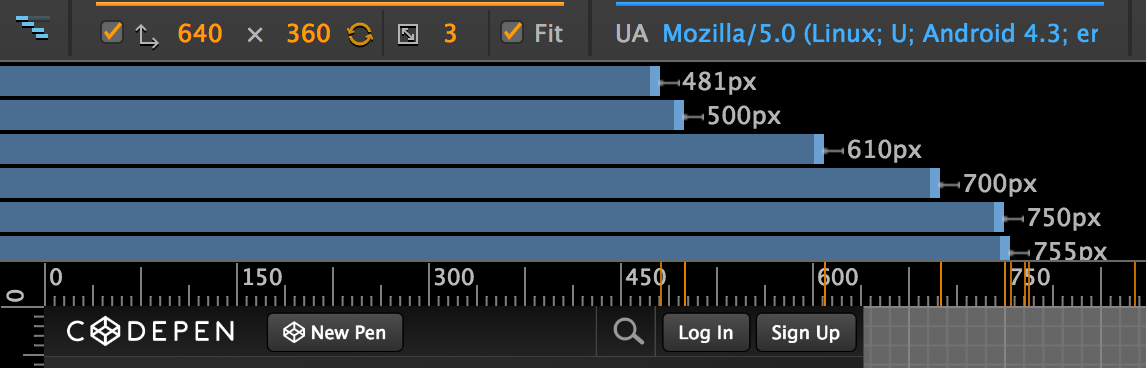 640 × 360 3 Fit UA Mozilla/5.0 (Linux; U; Android 4.3; er
481px
500px
610px
700px
750px
755px
0 150 300 450 600 750
0
CODEPEN New Pen Log In Sign Up